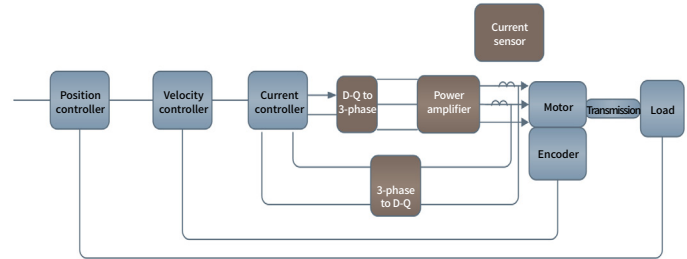 Current
sensor
Position
controller
Velocity
controller
Current
controller
D-Q to
3-phase
Power
amplifier
Motor
Transmission
Load
Encoder
3-phase
to D-Q